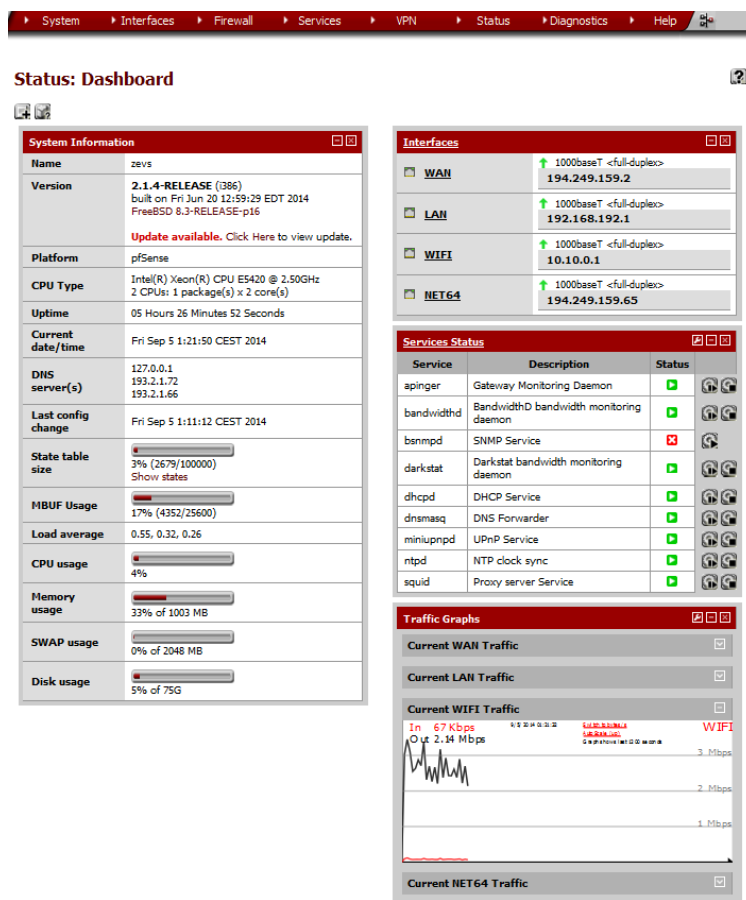 System Interfaces Firewall Services VPN Status Diagnostics Help
Status: Dashboard
System Information
Name zevs
Version 2.1.4-RELEASE (i386)
built on Fri Jun 20 12:59:29 EDT 2014
FreeBSD 8.3-RELEASE-p16
Update available. Click Here to view update.
Platform pfSense
CPU Type Intel(R) Xeon(R) CPU E5420 @ 2.50GHz
2 CPUs: 1 package(s) x 2 core(s)
Uptime 05 Hours 26 Minutes 52 Seconds
Current date/time Fri Sep 5 1:21:50 CEST 2014
DNS server(s) 127.0.0.1
193.2.1.72
193.2.1.66
Last config change Fri Sep 5 1:11:12 CEST 2014
State table size 3% (2679/100000)
Show states
MBUF Usage 17% (4352/25600)
Load average 0.55, 0.32, 0.26
CPU usage 4%
Memory usage 33% of 1003 MB
SWAP usage 0% of 2048 MB
Disk usage 5% of 75G
Interfaces
WAN 1000baseT <full-duplex>
194.249.159.2
LAN 1000baseT <full-duplex>
192.168.192.1
WIFI 1000baseT <full-duplex>
10.10.0.1
NET64 1000baseT <full-duplex>
194.249.159.65
Services Status
Service Description Status
apinger Gateway Monitoring Daemon
bandwidthd BandwidthD bandwidth monitoring daemon
bsnmpd SNMP Service
darkstat Darkstat bandwidth monitoring daemon
dhcpd DHCP Service
dnsmasq DNS Forwarder
miniupnpd UPnP Service
ntpd NTP clock sync
squid Proxy server Service
Traffic Graphs
Current WAN Traffic
Current LAN Traffic
Current WIFI Traffic
In 67 Kbps WIFI
Out 2.14 Mbps
3 Mbps
2 Mbps
1 Mbps
Current NET64 Traffic